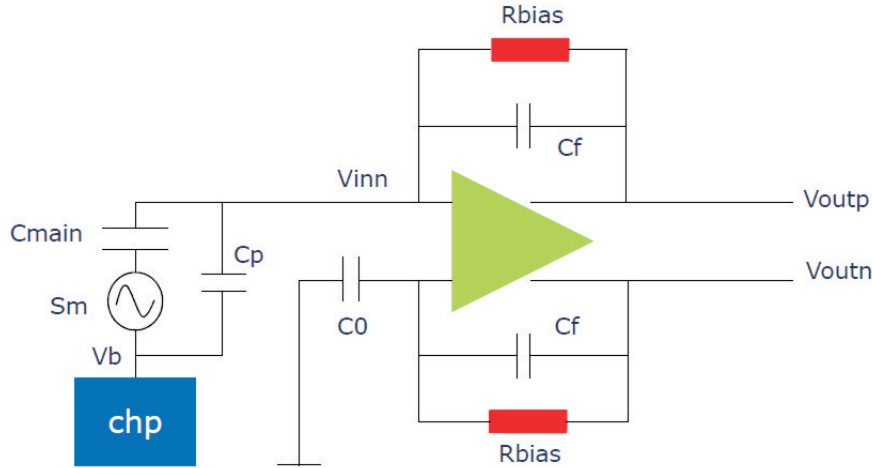 Rbias
Cf
Vinn
Voutp
Cmain
Cp
Voutn
Sm
C0
Cf
Vb
chp
Rbias